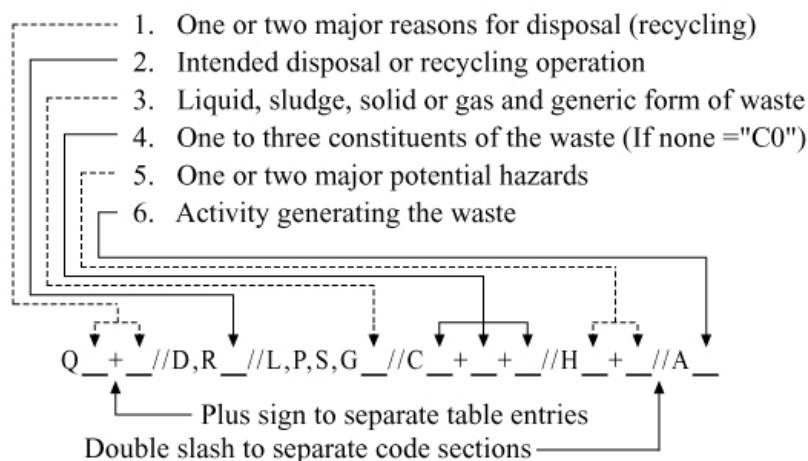 1. One or two major reasons for disposal (recycling)
2. Intended disposal or recycling operation
3. Liquid, sludge, solid or gas and generic form of waste
4. One to three constituents of the waste (If none ="C0")
5. One or two major potential hazards
6. Activity generating the waste
Q__+__//D,R__//L,P,S,G__//C__+__+__//H__+__//A__
Plus sign to separate table entries
Double slash to separate code sections